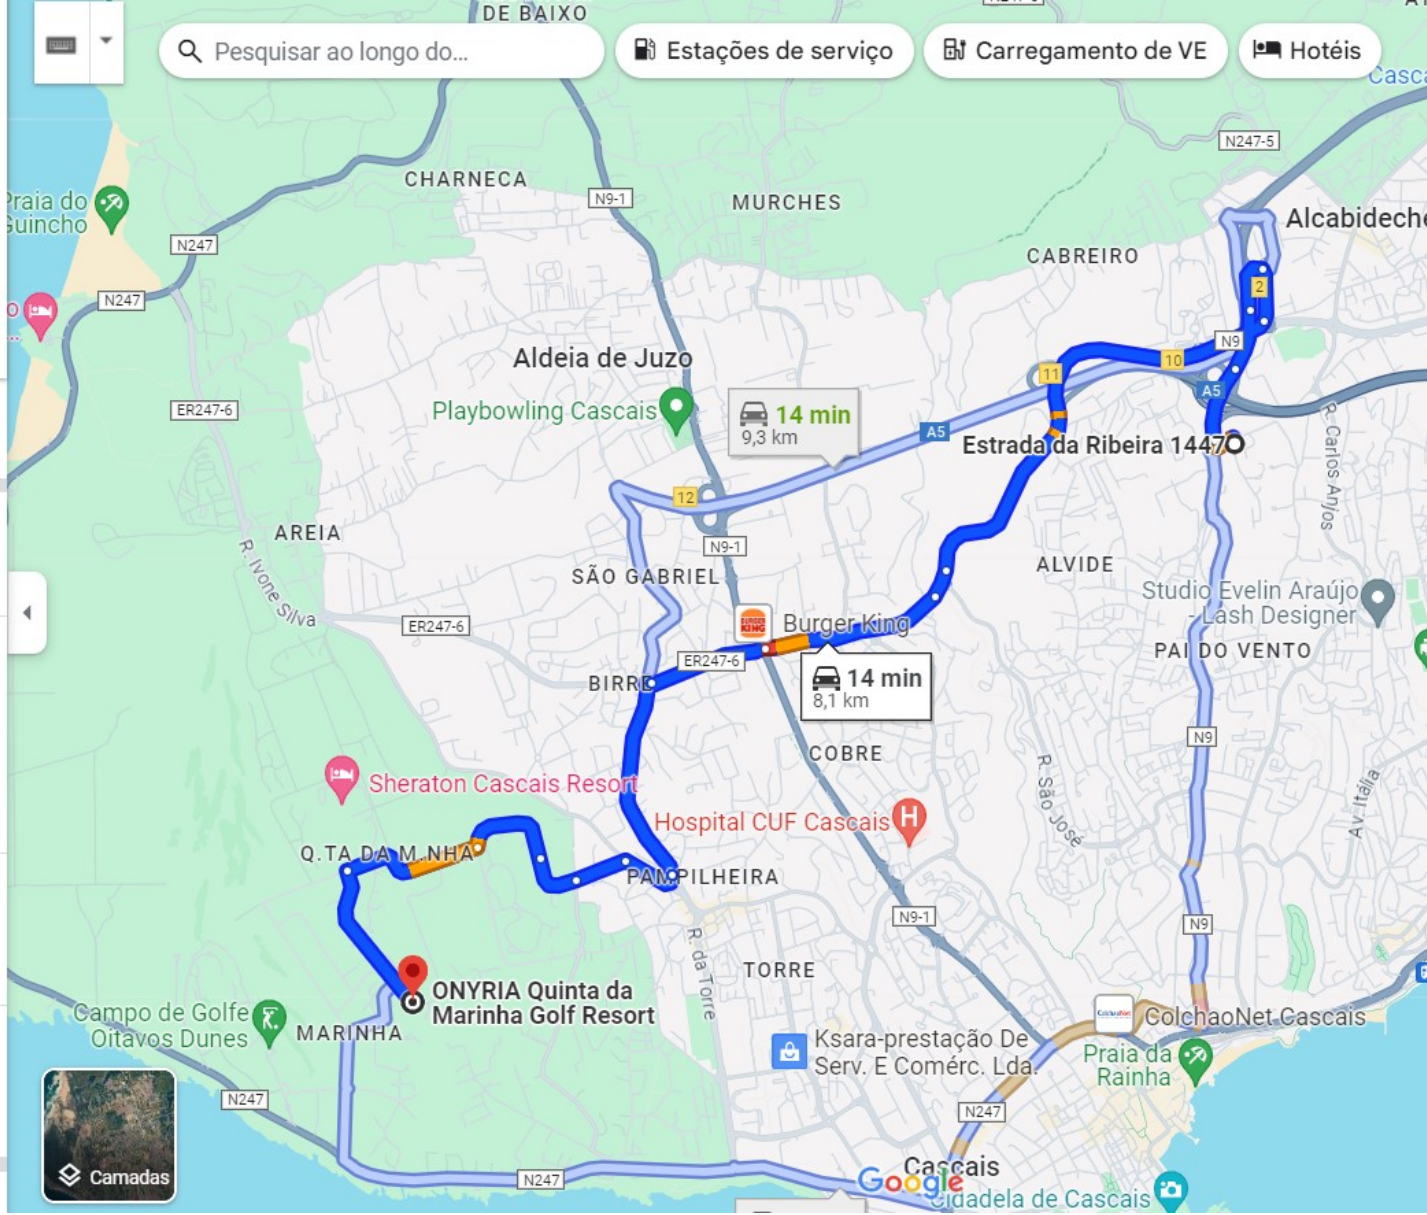 DE BAIXO
Pesquisar ao longo do...
Estações de serviço
Carregamento de VE
Hotéis
N247-5
CHARNECA
N9-1
MURCHES
Praia do
Guincho
N247
Alcabideche
CABREIRO
N247
2
N9
Aldeia de Juzo
10
11
A5
ER247-6
Playbowling Cascais
14 min
9,3 km
A5
Estrada da Ribeira 1447
R. Carlos Anjos
12
AREIA
N9-1
R. Ivone Silva
SÃO GABRIEL
ALVIDE
Studio Evelin Araújo
- Lash Designer
ER247-6
Burger King
BURGER
KING
PAI DO VENTO
ER247-6
BIRRE
14 min
8,1 km
N9
COBRE
R. São José
Av. Itália
Sheraton Cascais Resort
Hospital CUF Cascais
H
Q.TA DA M.NHA
PAMPILHEIRA
N9-1
N9
R. da Torre
TORRE
ONYRIA Quinta da
Marinha Golf Resort
Campo de Golfe
Oitavos Dunes
MARINHA
ColchaoNet
ColchaoNet Cascais
Ksara-prestação De
Serv. E Comérc. Lda.
Praia da
Rainha
N247
N247
Camadas
N247
Cascais
Google
Cidadela de Cascais